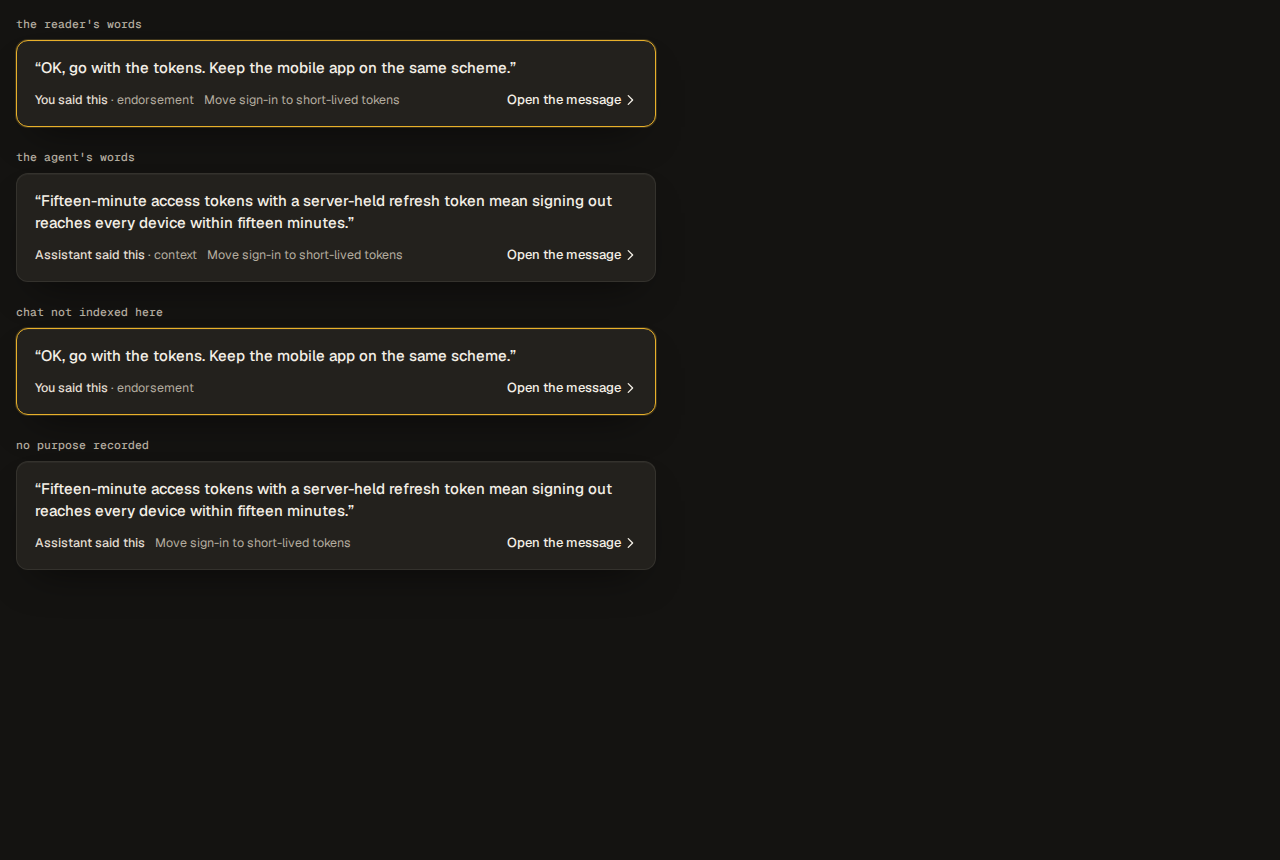 the reader's words
“OK, go with the tokens. Keep the mobile app on the same scheme.”
You said this · endorsement Move sign-in to short-lived tokens Open the message
the agent's words
“Fifteen-minute access tokens with a server-held refresh token mean signing out
reaches every device within fifteen minutes.”
Assistant said this · context Move sign-in to short-lived tokens Open the message
chat not indexed here
“OK, go with the tokens. Keep the mobile app on the same scheme.”
You said this · endorsement Open the message
no purpose recorded
“Fifteen-minute access tokens with a server-held refresh token mean signing out
reaches every device within fifteen minutes.”
Assistant said this Move sign-in to short-lived tokens Open the message